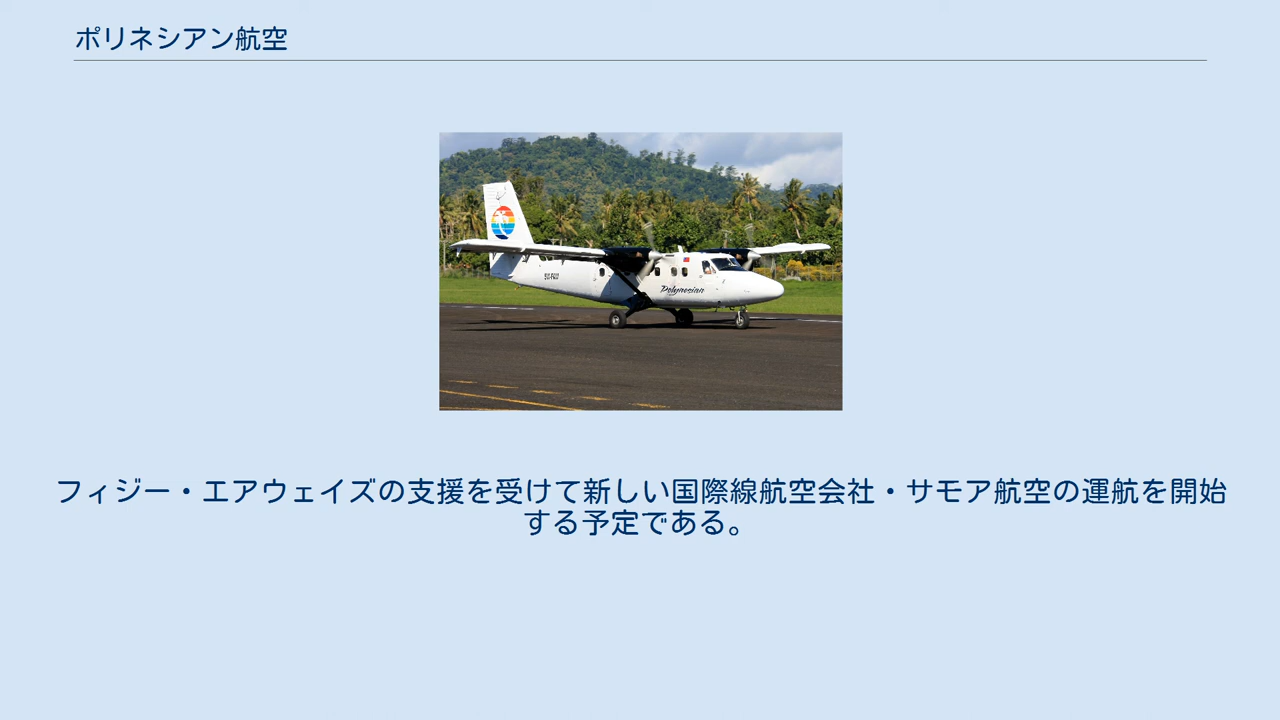 ポリネシアン航空
Polynesian
フィジー・エアウェイズの支援を受けて新しい国際線航空会社・サモア航空の運航を開始
する予定である。